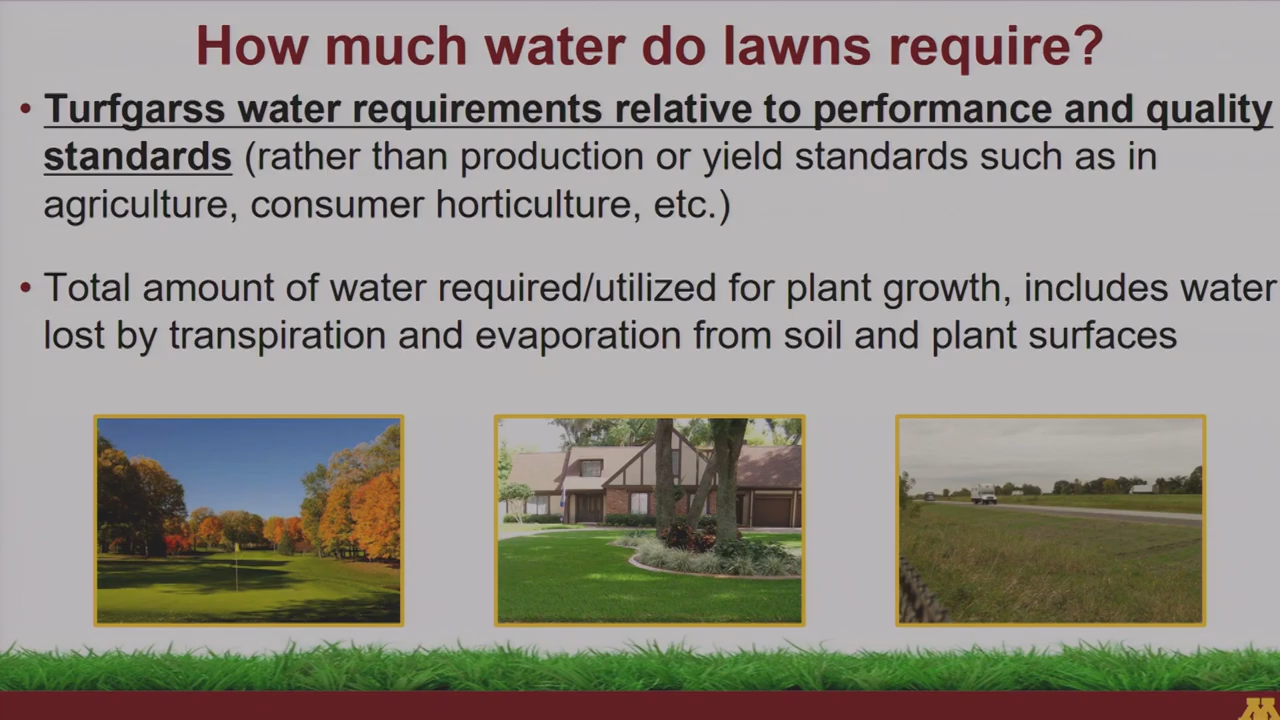 How much water do lawns require?
• Turfgarss water requirements relative to performance and quality
standards (rather than production or yield standards such as in
agriculture, consumer horticulture, etc.)
• Total amount of water required/utilized for plant growth, includes water
lost by transpiration and evaporation from soil and plant surfaces
M